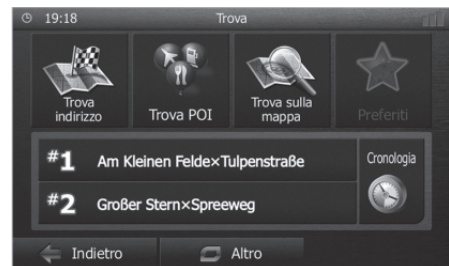 19:18 Trova
Trova indirizzo
Trova POI
Trova sulla mappa
Preferiti
#1 Am Kleinen Felde×Tulpenstraße
Cronologia
#2 Großer Stern×Spreeweg
Indietro
Altro